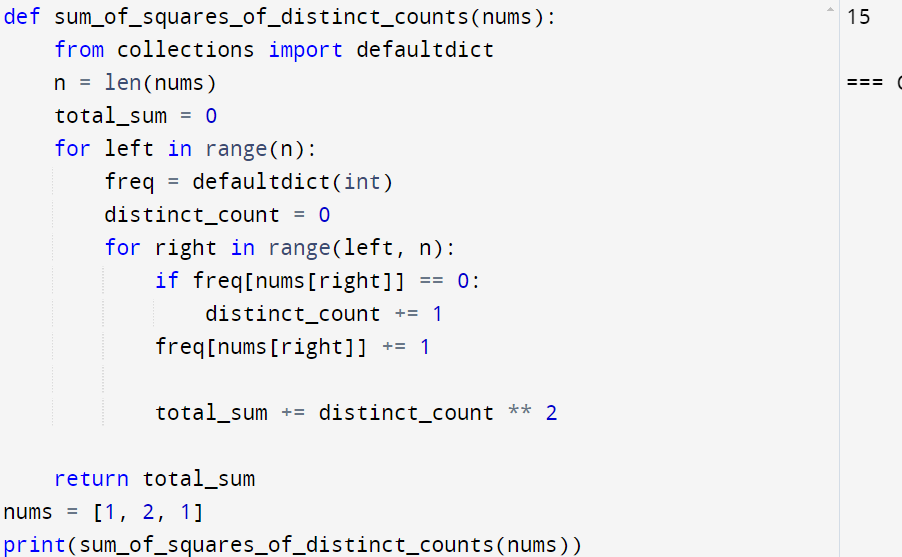 def sum_of_squares_of_distinct_counts(nums):
    from collections import defaultdict
    n = len(nums)
    total_sum = 0
    for left in range(n):
        freq = defaultdict(int)
        distinct_count = 0
        for right in range(left, n):
            if freq[nums[right]] == 0:
                distinct_count += 1
            freq[nums[right]] += 1
            total_sum += distinct_count ** 2
    return total_sum
nums = [1, 2, 1]
print(sum_of_squares_of_distinct_counts(nums))
15
===